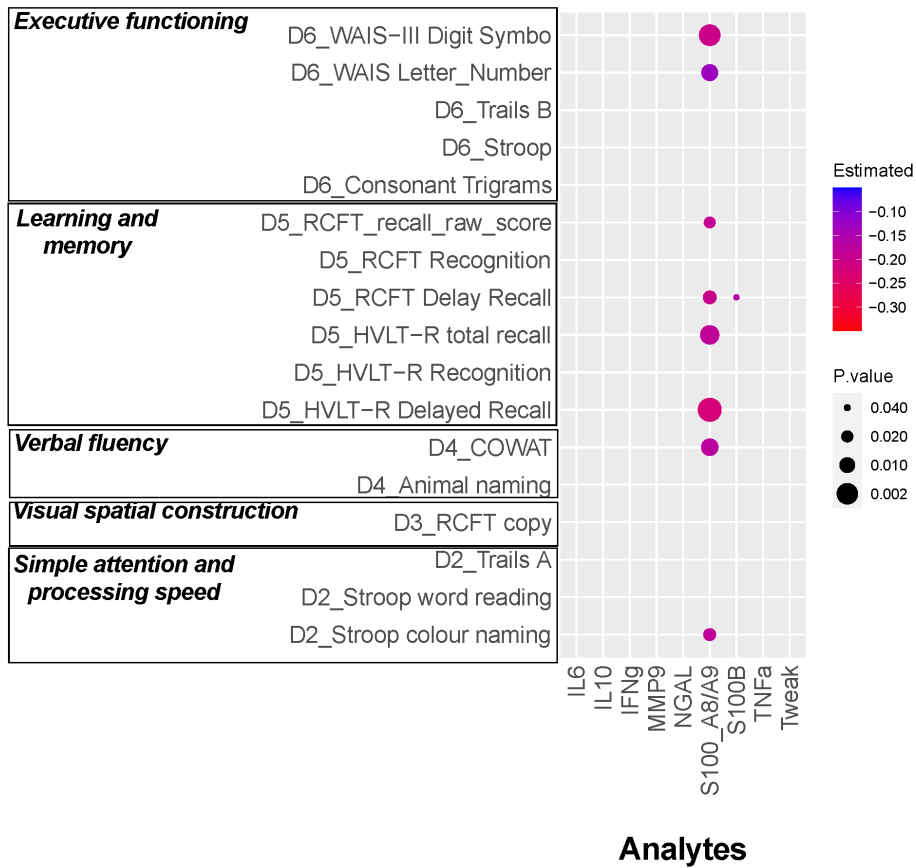 Executive functioning
D6_WAIS−III Digit Symbo
D6_WAIS Letter_Number
D6_Trails B
D6_Stroop
D6_Consonant Trigrams
Learning and
memory
D5_RCFT_recall_raw_score
D5_RCFT Recognition
D5_RCFT Delay Recall
D5_HVLT−R total recall
D5_HVLT−R Recognition
D5_HVLT−R Delayed Recall
Verbal fluency
D4_COWAT
D4_Animal naming
Visual spatial construction
D3_RCFT copy
Simple attention and
processing speed
D2_Trails A
D2_Stroop word reading
D2_Stroop colour naming
IL6
IL10
IFNg
MMP9
NGAL
S100_A8/A9
S100B
TNFa
Tweak
Analytes
Estimated
−0.10
−0.15
−0.20
−0.25
−0.30
P.value
0.040
0.020
0.010
0.002